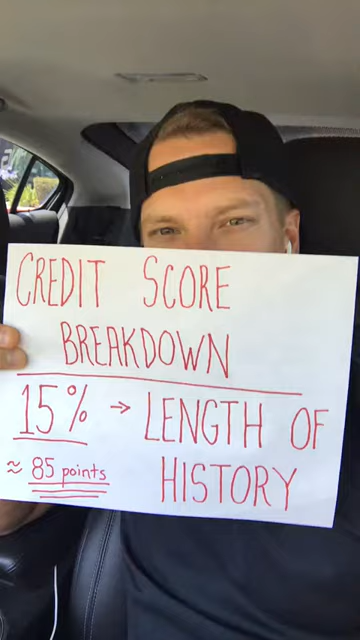 CREDIT SCORE
BREAKDOWN
15% → LENGTH OF
≈ 85 points HISTORY